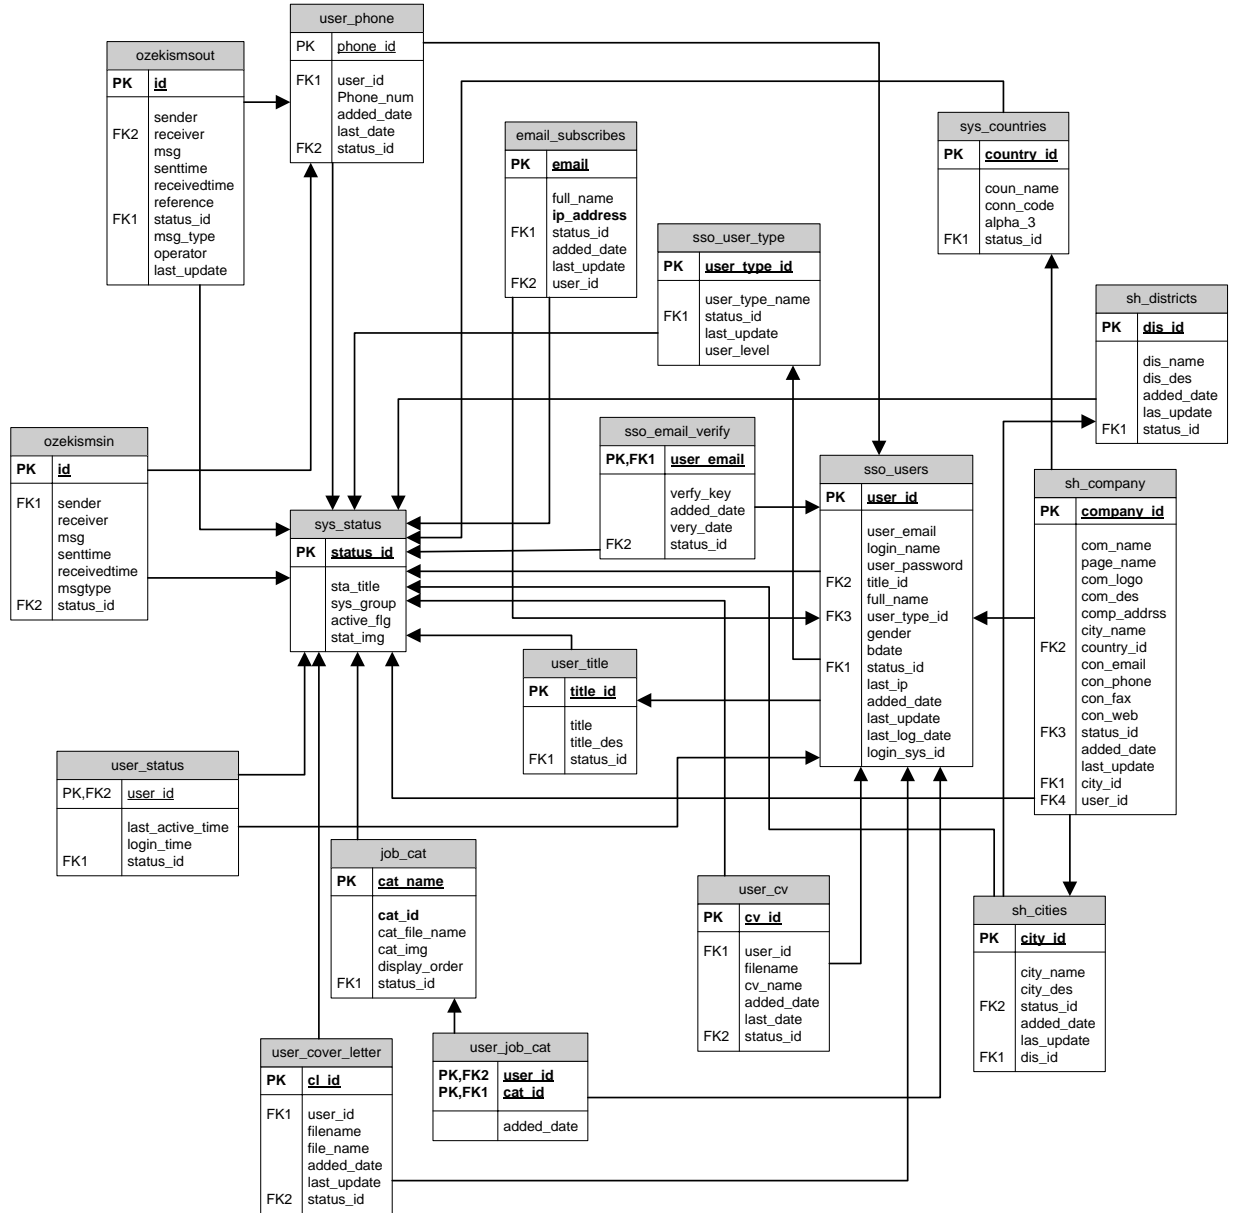 user_phone
PK phone_id
FK1 user_id
Phone_num
added_date
last_date
FK2 status_id
ozekismsout
PK id
sender
FK2 receiver
msg
senttime
receivedtime
reference
FK1 status_id
msg_type
operator
last_update
email_subscribes
PK email
full_name
ip_address
FK1 status_id
added_date
last_update
FK2 user_id
sys_countries
PK country_id
coun_name
conn_code
alpha_3
FK1 status_id
sso_user_type
PK user_type_id
user_type_name
FK1 status_id
last_update
user_level
sh_districts
PK dis_id
dis_name
dis_des
added_date
las_update
FK1 status_id
ozekismsin
PK id
FK1 sender
receiver
msg
senttime
receivedtime
msgtype
FK2 status_id
sso_email_verify
PK,FK1 user_email
verfy_key
added_date
very_date
FK2 status_id
sso_users
PK user_id
user_email
login_name
user_password
FK2 title_id
full_name
FK3 user_type_id
gender
bdate
FK1 status_id
last_ip
added_date
last_update
last_log_date
login_sys_id
sh_company
PK company_id
com_name
page_name
com_logo
com_des
comp_addrss
city_name
FK2 country_id
con_email
con_phone
con_fax
con_web
FK3 status_id
added_date
last_update
FK1 city_id
FK4 user_id
sys_status
PK status_id
sta_title
sys_group
active_flg
stat_img
user_title
PK title_id
title
title_des
FK1 status_id
user_status
PK,FK2 user_id
last_active_time
login_time
FK1 status_id
job_cat
PK cat_name
cat_id
cat_file_name
cat_img
display_order
FK1 status_id
user_cv
PK cv_id
FK1 user_id
filename
cv_name
added_date
last_date
FK2 status_id
sh_cities
PK city_id
city_name
city_des
FK2 status_id
added_date
las_update
FK1 dis_id
user_cover_letter
PK cl_id
FK1 user_id
filename
file_name
added_date
last_update
FK2 status_id
user_job_cat
PK,FK2 user_id
PK,FK1 cat_id
added_date